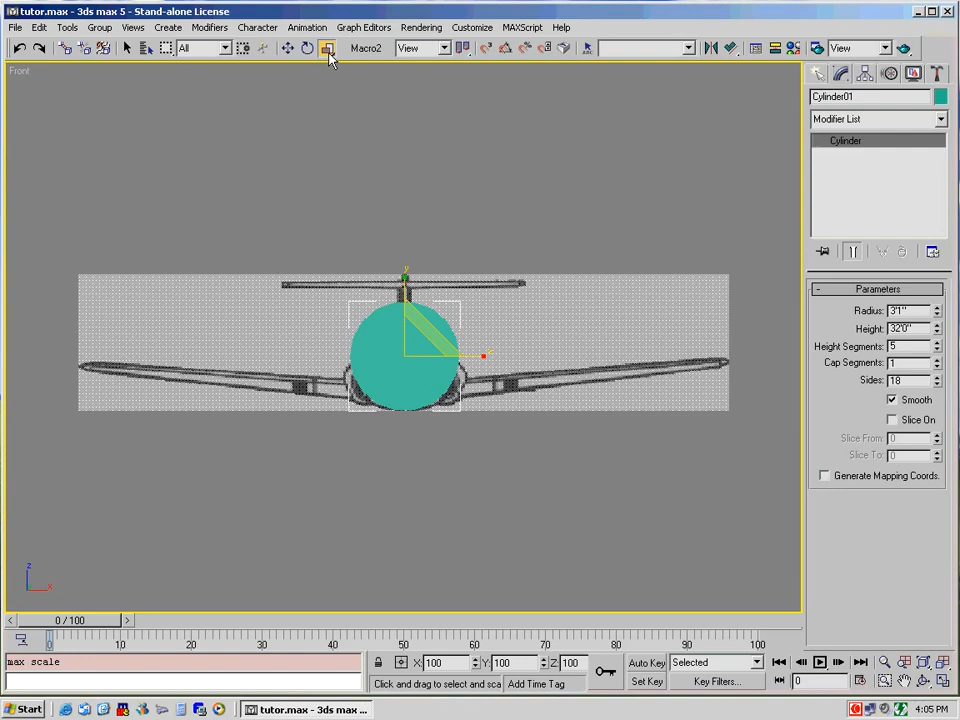 tutor.max - 3ds max 5 - Stand-alone License
File Edit Tools Group Views Create Modifiers Character Animation Graph Editors Rendering Customize MAXScript Help
All Macro2 View View
Front
Cylinder01
Modifier List
Cylinder
- Parameters
Radius: 3'1"
Height: 32'0"
Height Segments: 5
Cap Segments: 1
Sides: 18
Smooth
Slice On
Slice From: 0
Slice To: 0
Generate Mapping Coords.
y
z
x
< 0 / 100 >
0 10 20 30 40 50 60 70 80 90 100
max scale
X: 100 Y: 100 Z: 100
Auto Key Selected
Click and drag to select and sca Add Time Tag
Set Key Key Filters... 0
Start tutor.max - 3ds max ... 4:05 PM